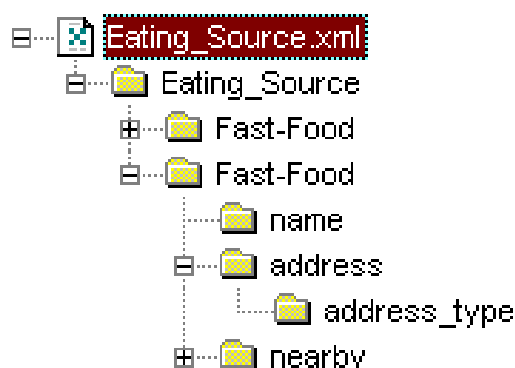 Eating_Source.xml
Eating_Source
Fast-Food
Fast-Food
name
address
address_type
nearby